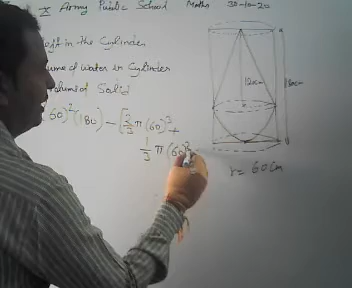 X Army Public School Maths 30-10-20
left in the Cylinder
ume of Water in Cylinder
volume of Solid
60)² (180) - [2/3 π (60)³ +
1/3 π (60)²
120cm
180cm
r = 60cm